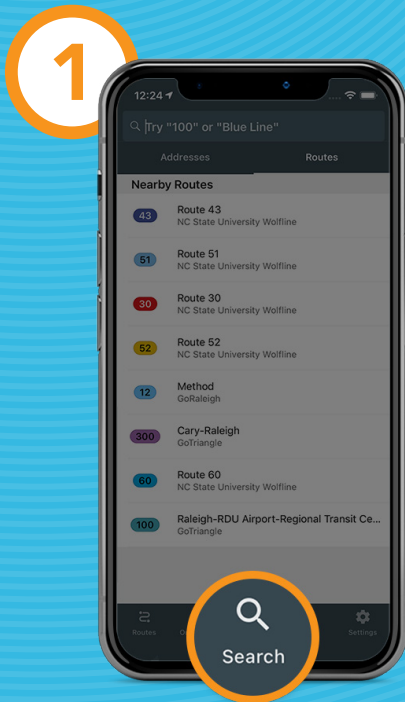 1
12:24
Try "100" or "Blue Line"
Addresses
Routes
Nearby Routes
43
Route 43
NC State University Wolfline
51
Route 51
NC State University Wolfline
30
Route 30
NC State University Wolfline
52
Route 52
NC State University Wolfline
12
Method
GoRaleigh
300
Cary-Raleigh
GoTriangle
60
Route 60
NC State University Wolfline
100
Raleigh-RDU Airport-Regional Transit Ce...
GoTriangle
Routes
Settings
Search